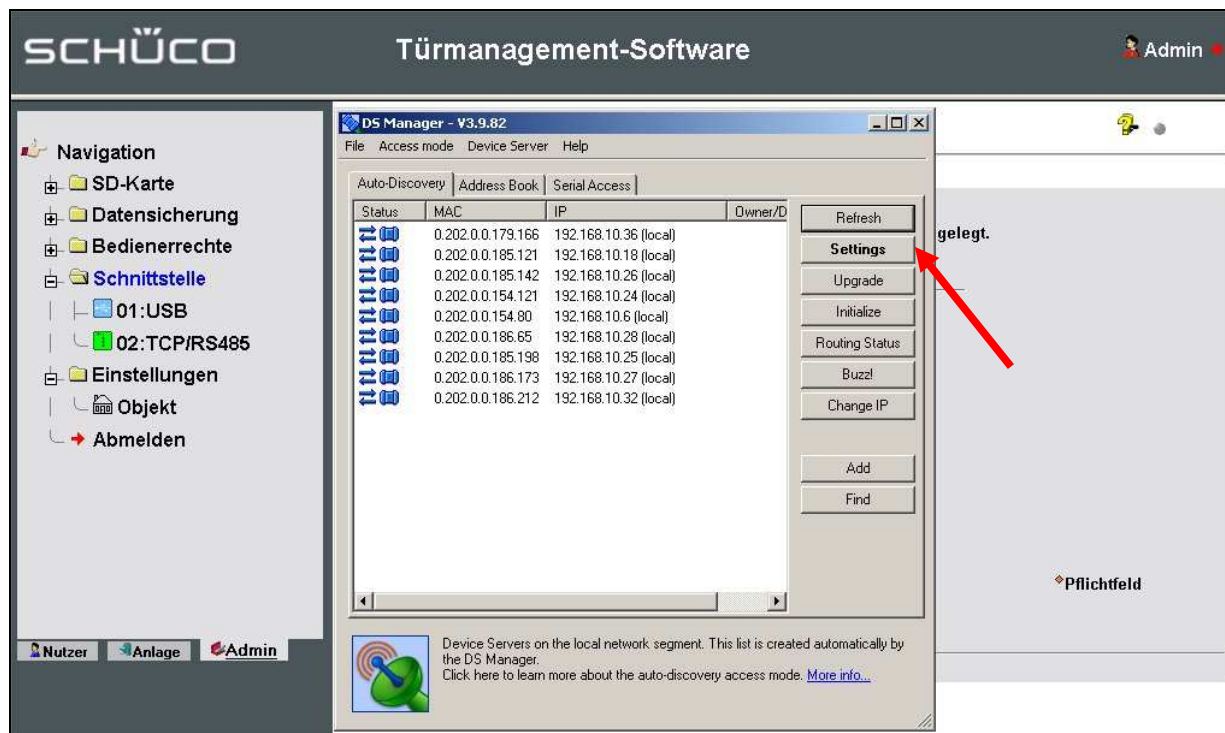 SCHÜCO
Türmanagement-Software
Admin
Navigation
SD-Karte
Datensicherung
Bedienerrechte
Schnittstelle
01:USB
02:TCP/RS485
Einstellungen
Objekt
Abmelden
Nutzer Anlage Admin
DS Manager - V3.9.82
File Access mode Device Server Help
Auto-Discovery Address Book Serial Access
Status MAC IP Owner/D
0.202.0.0.179.166 192.168.10.36 (local)
0.202.0.0.185.121 192.168.10.18 (local)
0.202.0.0.185.142 192.168.10.26 (local)
0.202.0.0.154.121 192.168.10.24 (local)
0.202.0.0.154.80 192.168.10.6 (local)
0.202.0.0.186.65 192.168.10.28 (local)
0.202.0.0.185.198 192.168.10.25 (local)
0.202.0.0.186.173 192.168.10.27 (local)
0.202.0.0.186.212 192.168.10.32 (local)
Refresh
Settings
Upgrade
Initialize
Routing Status
Buzz!
Change IP
Add
Find
Device Servers on the local network segment. This list is created automatically by
the DS Manager.
Click here to learn more about the auto-discovery access mode. More info...
gelegt.
Pflichtfeld